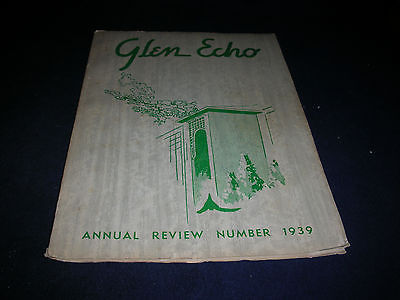 Glen Echo
ANNUAL REVIEW NUMBER 1939